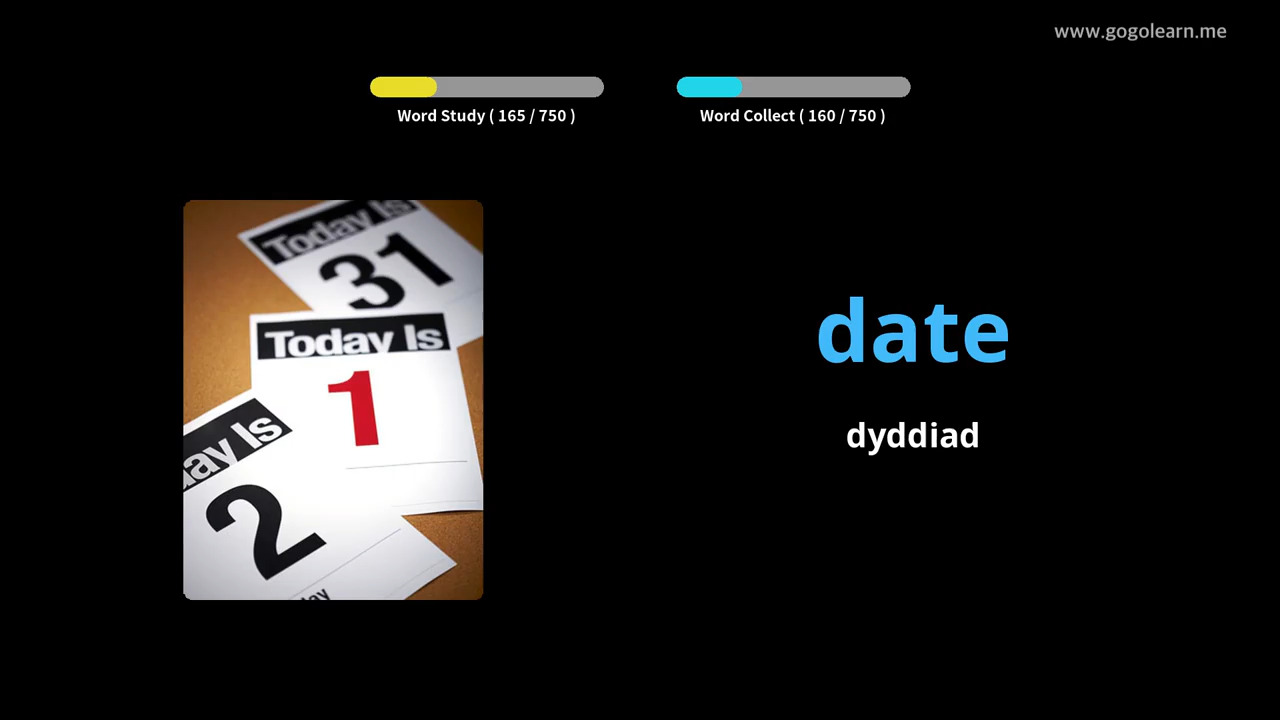 www.gogolearn.me
Word Study ( 165 / 750 )
Word Collect ( 160 / 750 )
Today Is
31
Today Is
1
ay Is
2
day
date
dyddiad